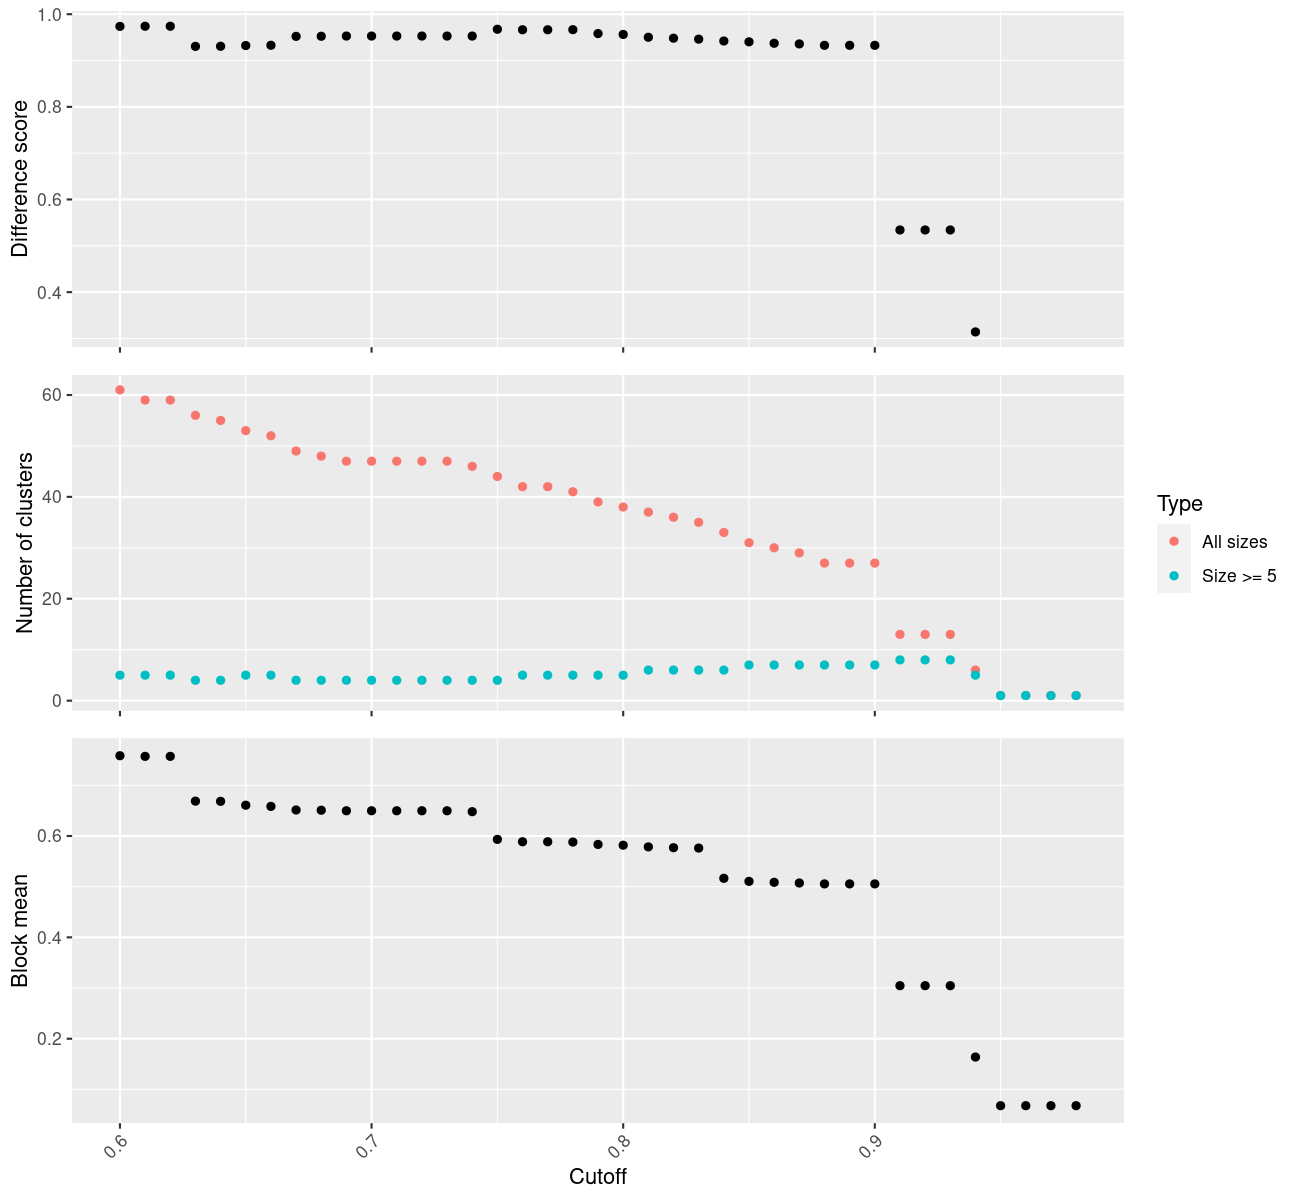 Difference score
1.0
0.8
0.6
0.4
Number of clusters
60
40
20
0
Type
All sizes
Size >= 5
Block mean
0.6
0.4
0.2
0.6
0.7
0.8
0.9
Cutoff